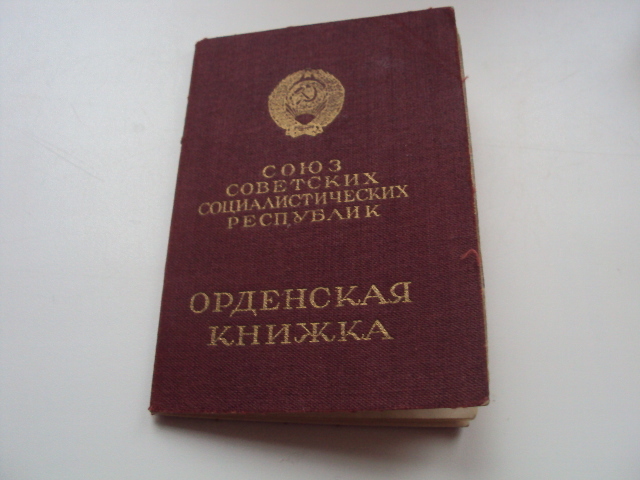 СОЮЗ
СОВЕТСКИХ
СОЦИАЛИСТИЧЕСКИХ
РЕСПУБЛИК
ОРДЕНСКАЯ
КНИЖКА